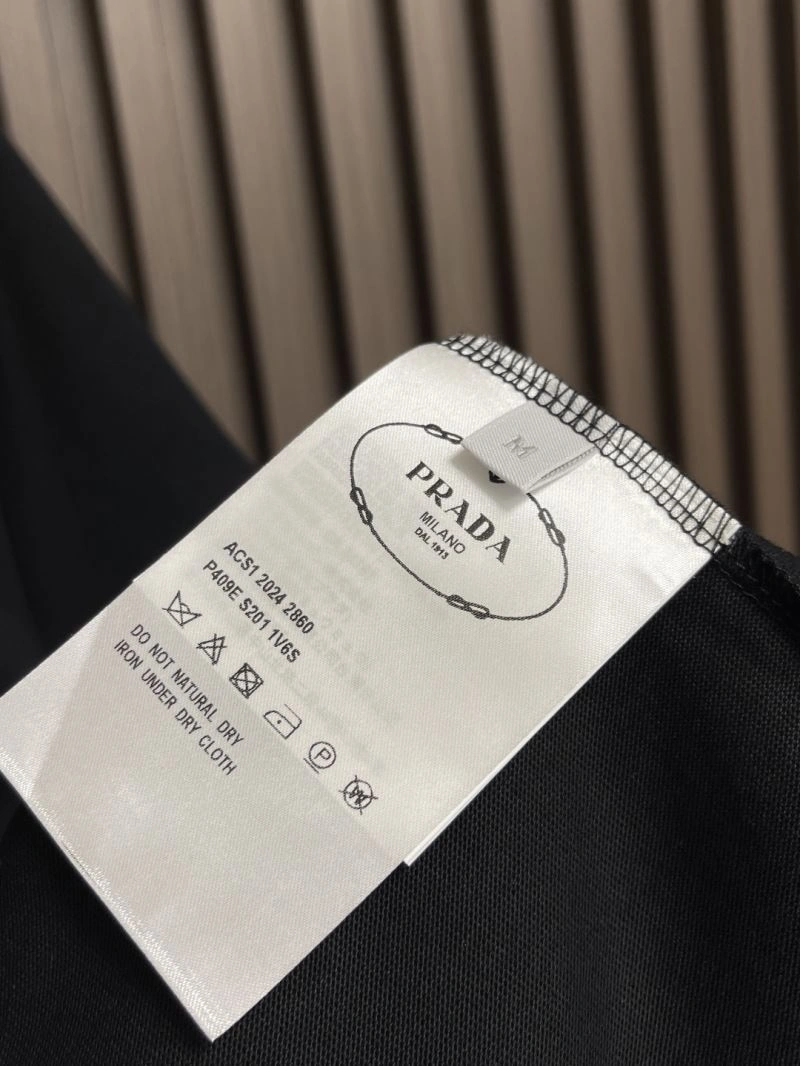 M
PRADA
MILANO
DAL 1913
ACS1 2024 2860
P409E S201 1V6S
P
W
DO NOT NATURAL DRY
IRON UNDER DRY CLOTH